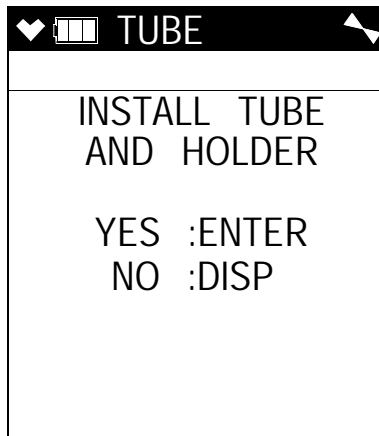 TUBE
INSTALL TUBE
AND HOLDER
YES :ENTER
NO :DISP